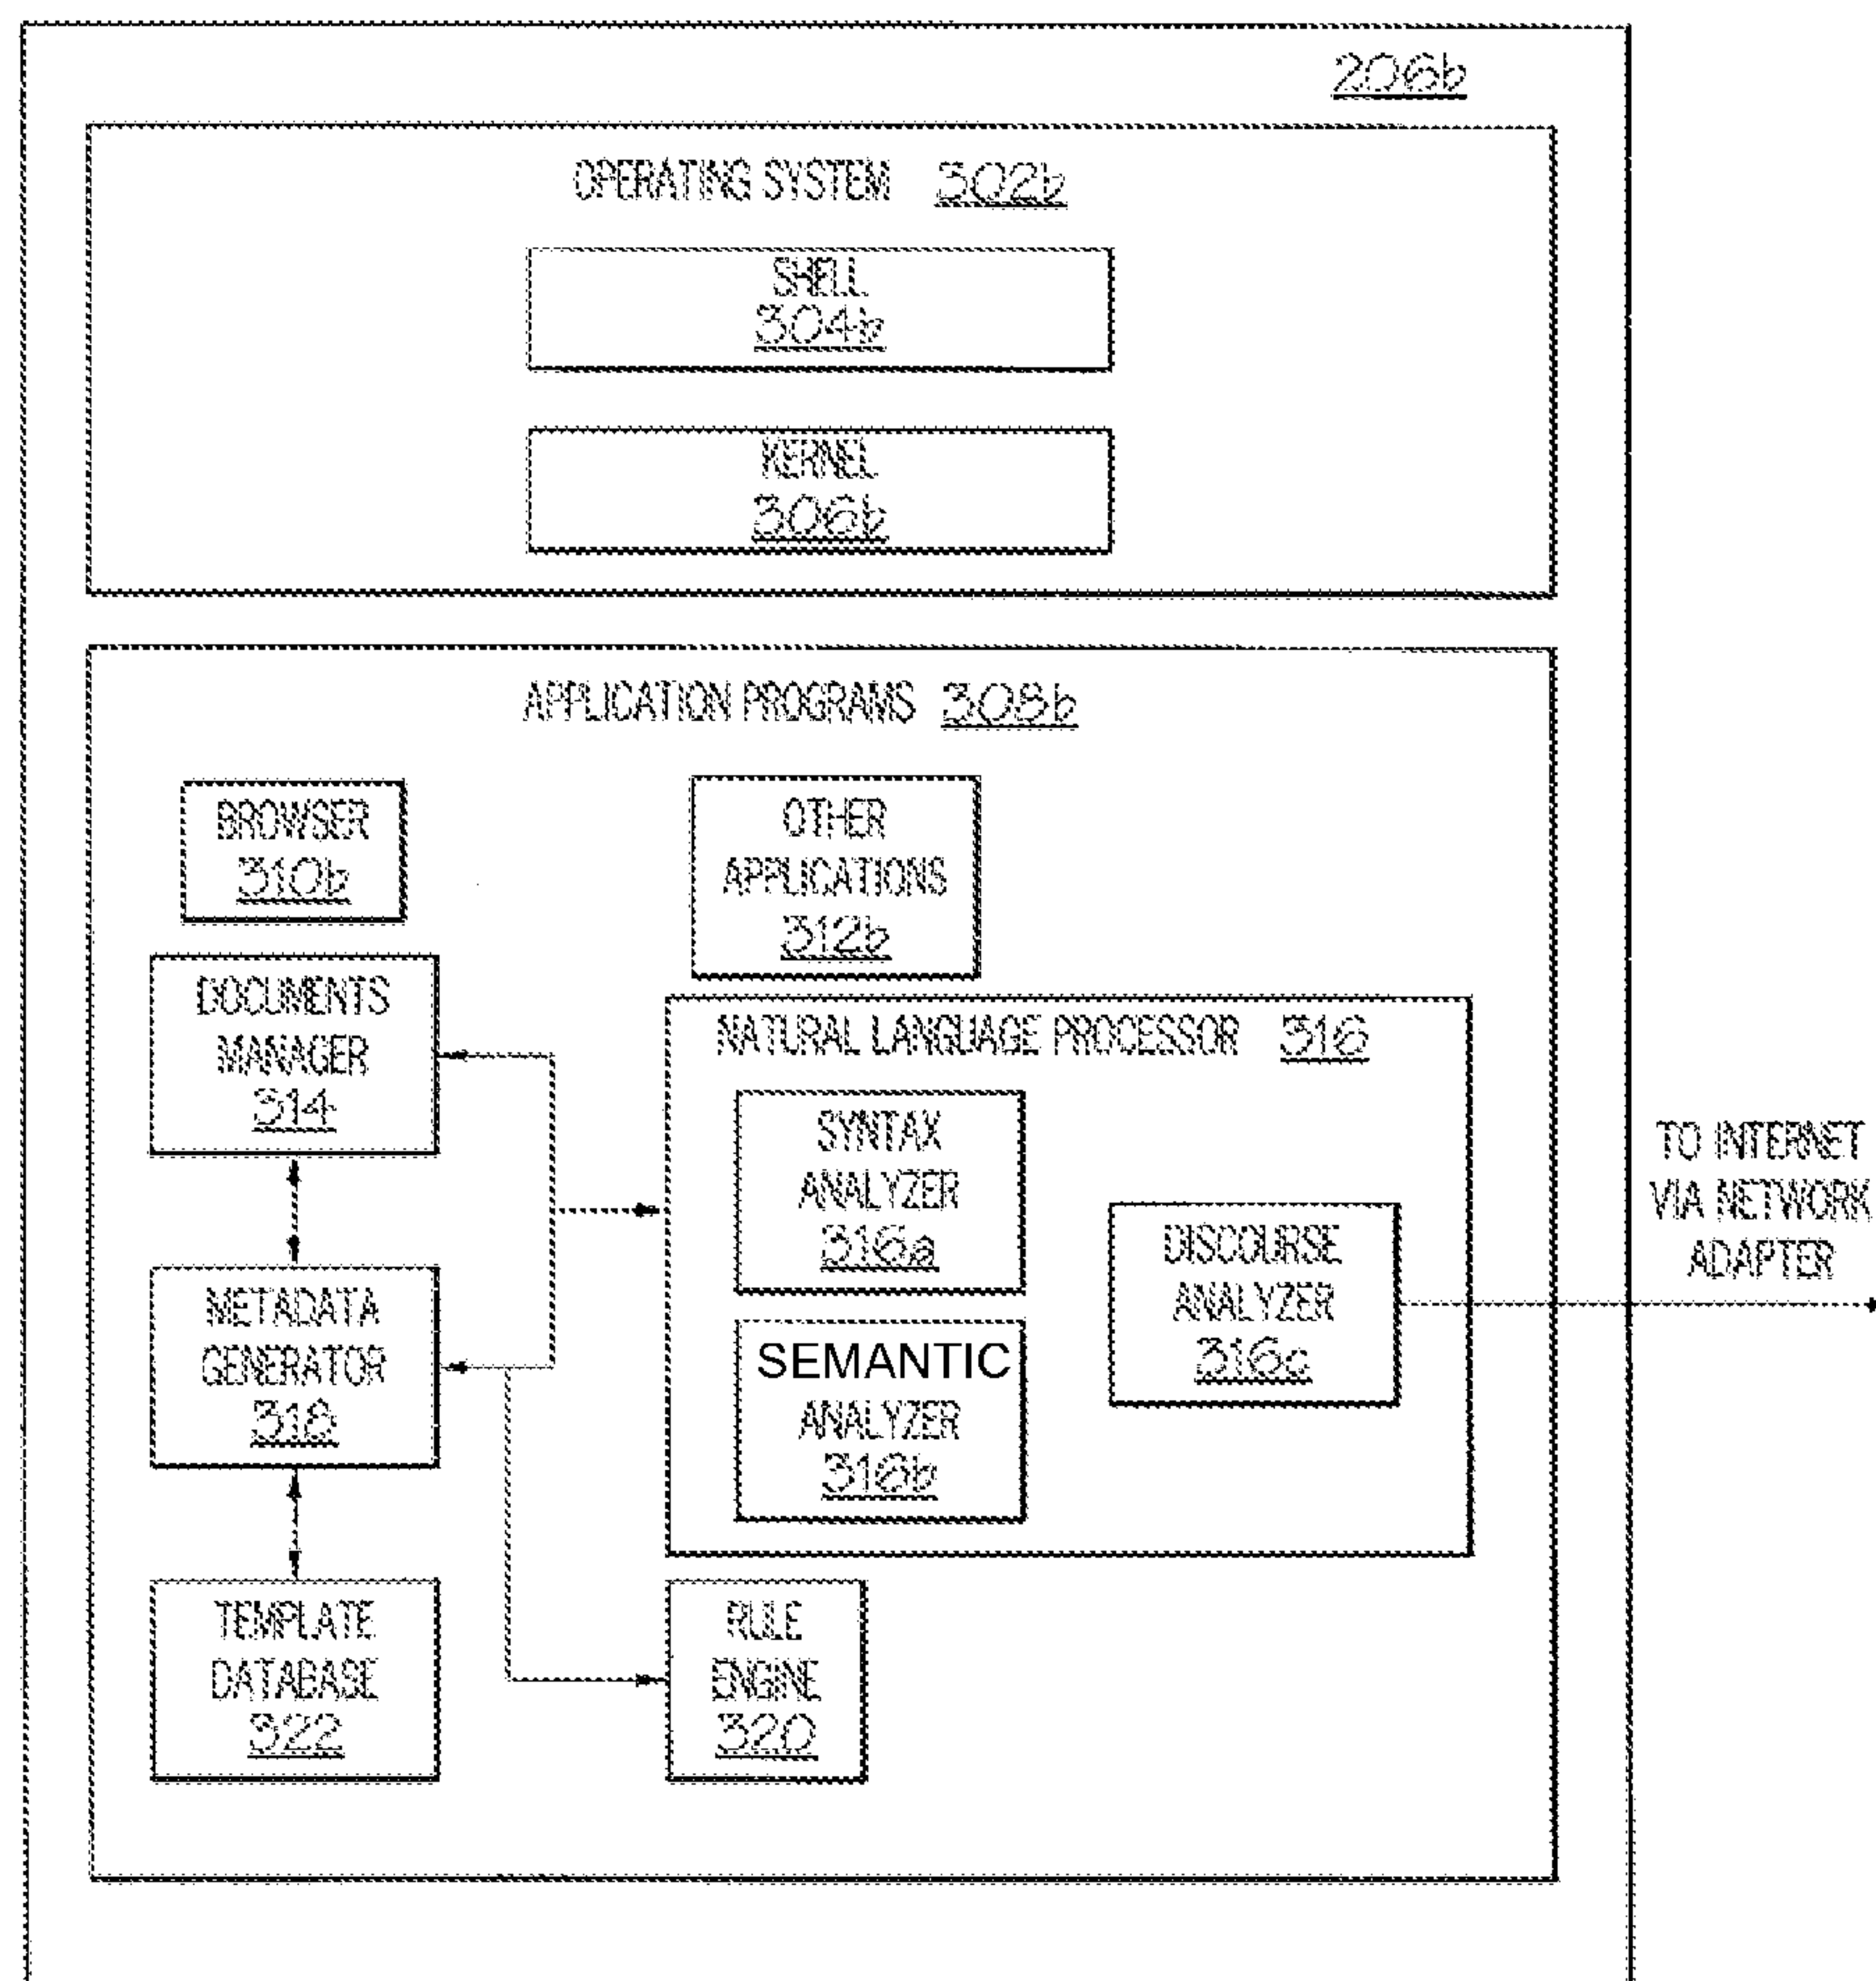 206b
OPERATING SYSTEM 302b
SHELL
304b
KERNEL
306b
APPLICATION PROGRAMS 308b
BROWSER
310b
OTHER
APPLICATIONS
312b
DOCUMENTS
MANAGER
314
NATURAL LANGUAGE PROCESSOR 316
SYNTAX
ANALYZER
316a
DISCOURSE
ANALYZER
316c
SEMANTIC
ANALYZER
316b
METADATA
GENERATOR
318
TEMPLATE
DATABASE
322
RULE
ENGINE
320
TO INTERNET
VIA NETWORK
ADAPTER